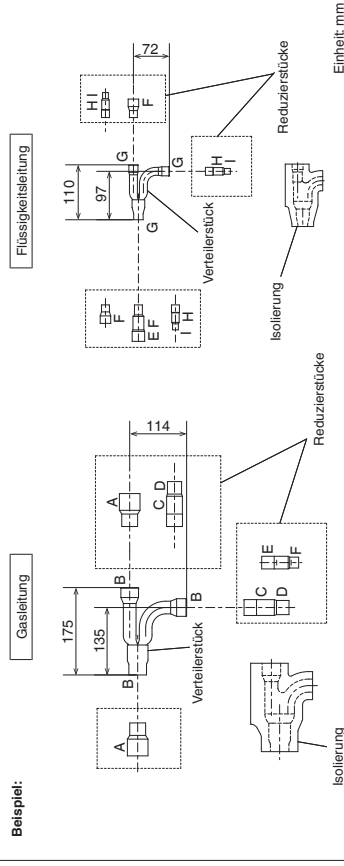 Beispiel:
Gasleitung
175
135
B
B
B
A
A
C D
114
C
D
E
F
Verteilerstück
Reduzierstücke
Isolierung
Flüssigkeitsleitung
110
97
G
G
G
H I
F
72
F
E F
I H
H
I
Verteilerstück
Reduzierstücke
Isolierung
Einheit: mm